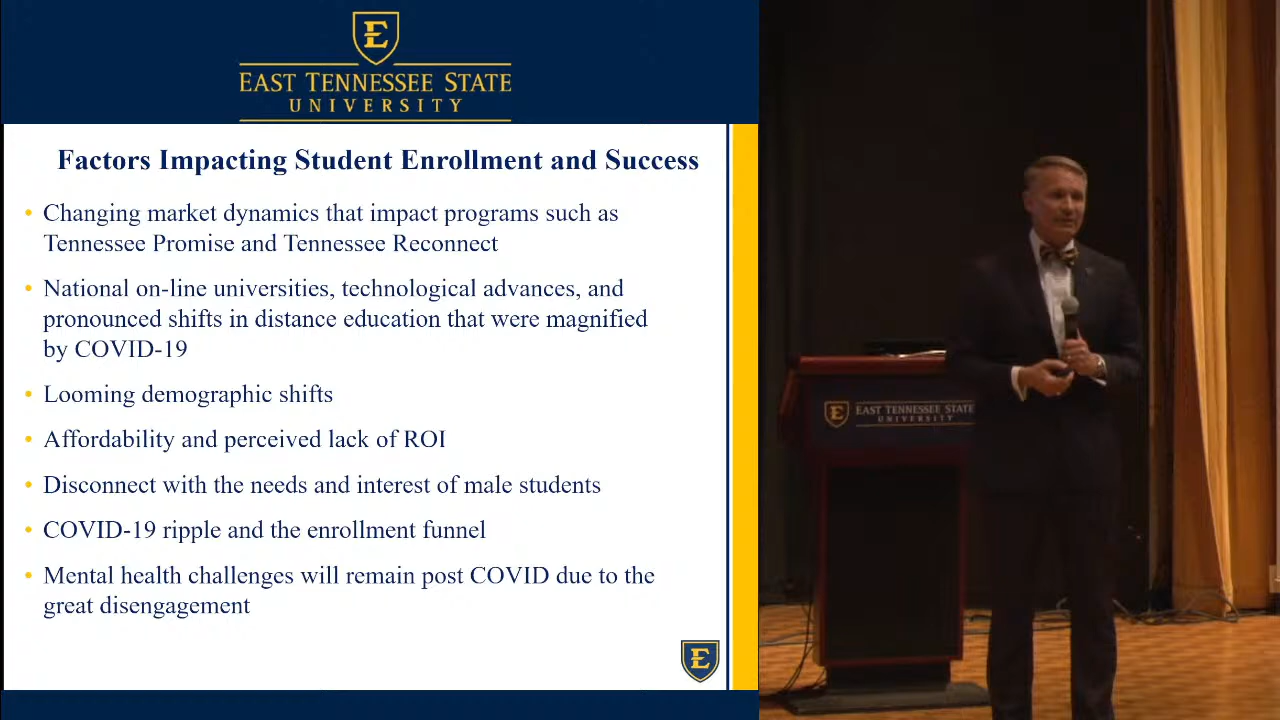 E
EAST TENNESSEE STATE
UNIVERSITY
Factors Impacting Student Enrollment and Success
• Changing market dynamics that impact programs such as
Tennessee Promise and Tennessee Reconnect
• National on-line universities, technological advances, and
pronounced shifts in distance education that were magnified
by COVID-19
• Looming demographic shifts
• Affordability and perceived lack of ROI
• Disconnect with the needs and interest of male students
• COVID-19 ripple and the enrollment funnel
• Mental health challenges will remain post COVID due to the
great disengagement
E
E
EAST TENNESSEE STATE